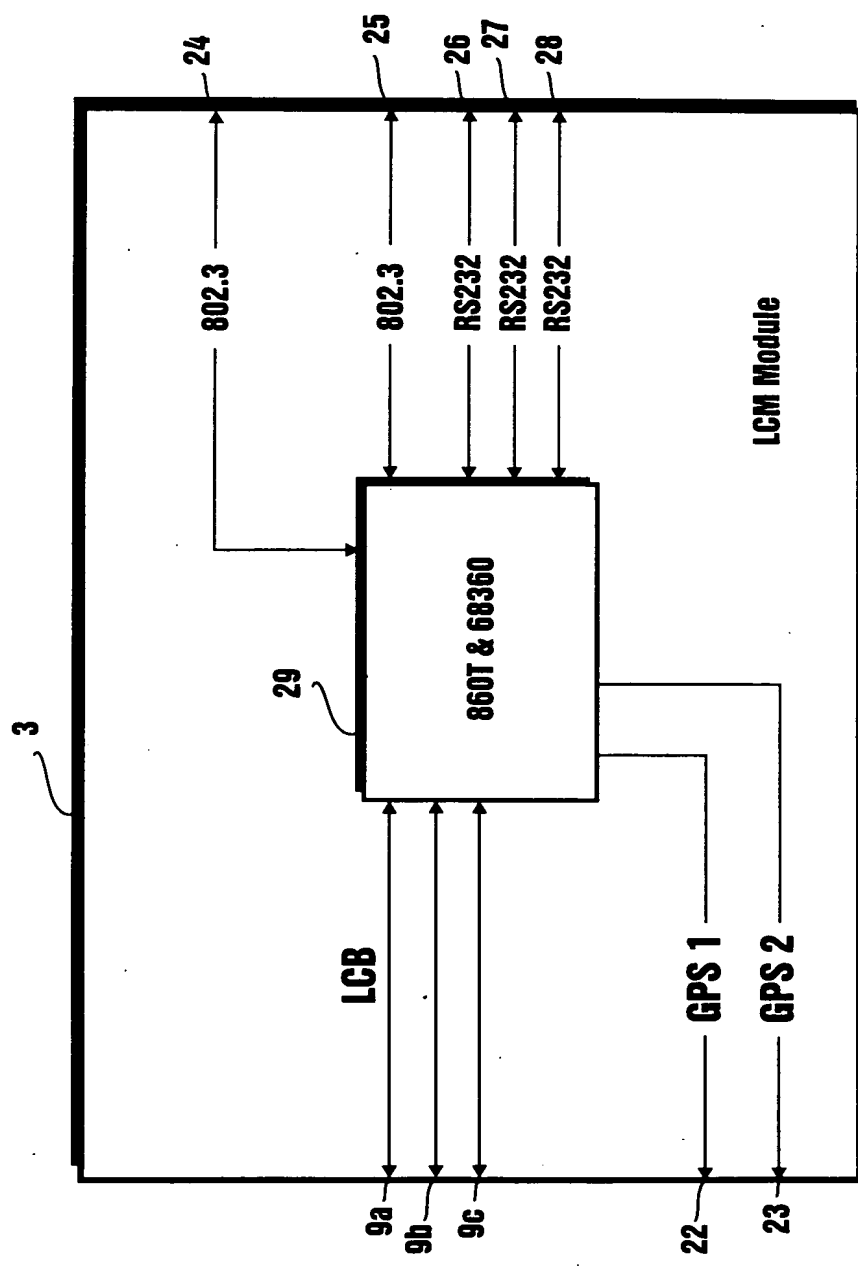 3
24
802.3
29
25
802.3
26
RS232
27
RS232
28
RS232
860T & 68360
LCB
9a
9b
9c
LCM Module
GPS 1
22
GPS 2
23